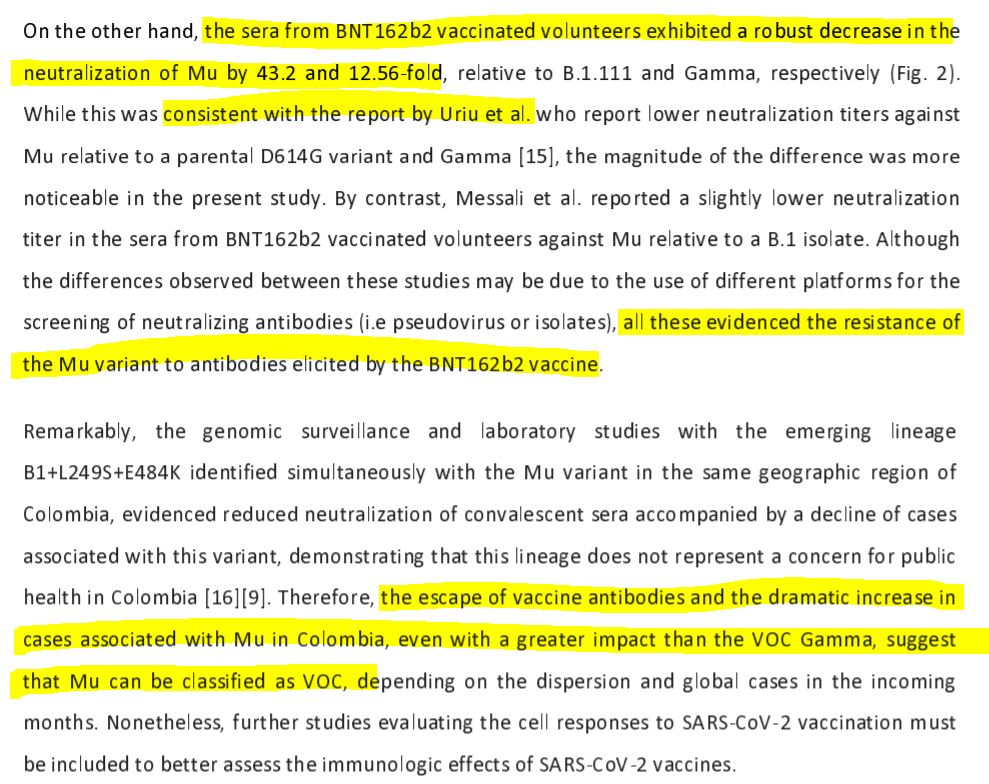 On the other hand, the sera from BNT162b2 vaccinated volunteers exhibited a robust decrease in the
neutralization of Mu by 43.2 and 12.56-fold, relative to B.1.111 and Gamma, respectively (Fig. 2).
While this was consistent with the report by Uriu et al. who report lower neutralization titers against
Mu relative to a parental D614G variant and Gamma [15], the magnitude of the difference was more
noticeable in the present study. By contrast, Messali et al. reported a slightly lower neutralization
titer in the sera from BNT162b2 vaccinated volunteers against Mu relative to a B.1 isolate. Although
the differences observed between these studies may be due to the use of different platforms for the
screening of neutralizing antibodies (i.e pseudovirus or isolates), all these evidenced the resistance of
the Mu variant to antibodies elicited by the BNT162b2 vaccine.
Remarkably, the genomic surveillance and laboratory studies with the emerging lineage
B1+L249S+E484K identified simultaneously with the Mu variant in the same geographic region of
Colombia, evidenced reduced neutralization of convalescent sera accompanied by a decline of cases
associated with this variant, demonstrating that this lineage does not represent a concern for public
health in Colombia [16][9]. Therefore, the escape of vaccine antibodies and the dramatic increase in
cases associated with Mu in Colombia, even with a greater impact than the VOC Gamma, suggest
that Mu can be classified as VOC, depending on the dispersion and global cases in the incoming
months. Nonetheless, further studies evaluating the cell responses to SARS-CoV-2 vaccination must
be included to better assess the immunologic effects of SARS-CoV-2 vaccines.